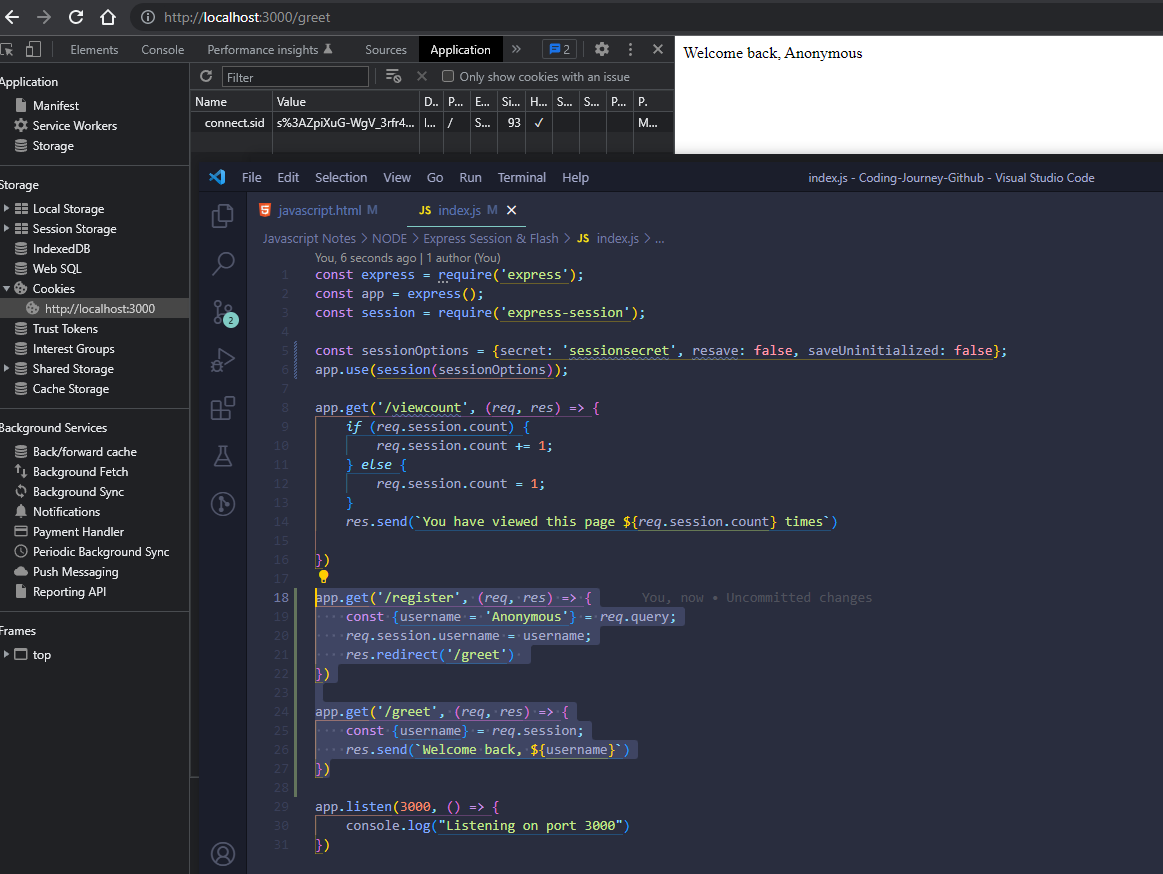 http://localhost:3000/greet
Elements Console Performance insights Sources Application » 2
Welcome back, Anonymous
Application
Manifest
Service Workers
Storage
Filter
Only show cookies with an issue
Name Value D.. P... E... Si... H... S... S... P... P.
connect.sid s%3AZpiXuG-WgV_3rfr4... l... / S... 93 ✓ M...
Storage
Local Storage
Session Storage
IndexedDB
Web SQL
Cookies
http://localhost:3000
Trust Tokens
Interest Groups
Shared Storage
Cache Storage
Background Services
Back/forward cache
Background Fetch
Background Sync
Notifications
Payment Handler
Periodic Background Sync
Push Messaging
Reporting API
Frames
top
File Edit Selection View Go Run Terminal Help
index.js - Coding-Journey-Github - Visual Studio Code
javascript.html M
JS index.js M
Javascript Notes > NODE > Express Session & Flash > JS index.js > ...
2
You, 6 seconds ago | 1 author (You)
1 const express = require('express');
2 const app = express();
3 const session = require('express-session');
4
5 const sessionOptions = {secret: 'sessionsecret', resave: false, saveUninitialized: false};
6 app.use(session(sessionOptions));
7
8 app.get('/viewcount', (req, res) => {
9 if (req.session.count) {
10 req.session.count += 1;
11 } else {
12 req.session.count = 1;
13 }
14 res.send(`You have viewed this page ${req.session.count} times`)
15
16 })
17
18 app.get('/register', (req, res) => { You, now • Uncommitted changes
19 const {username = 'Anonymous'} = req.query;
20 req.session.username = username;
21 res.redirect('/greet')
22 })
23
24 app.get('/greet', (req, res) => {
25 const {username} = req.session;
26 res.send(`Welcome back, ${username}`)
27 })
28
29 app.listen(3000, () => {
30 console.log("Listening on port 3000")
31 })